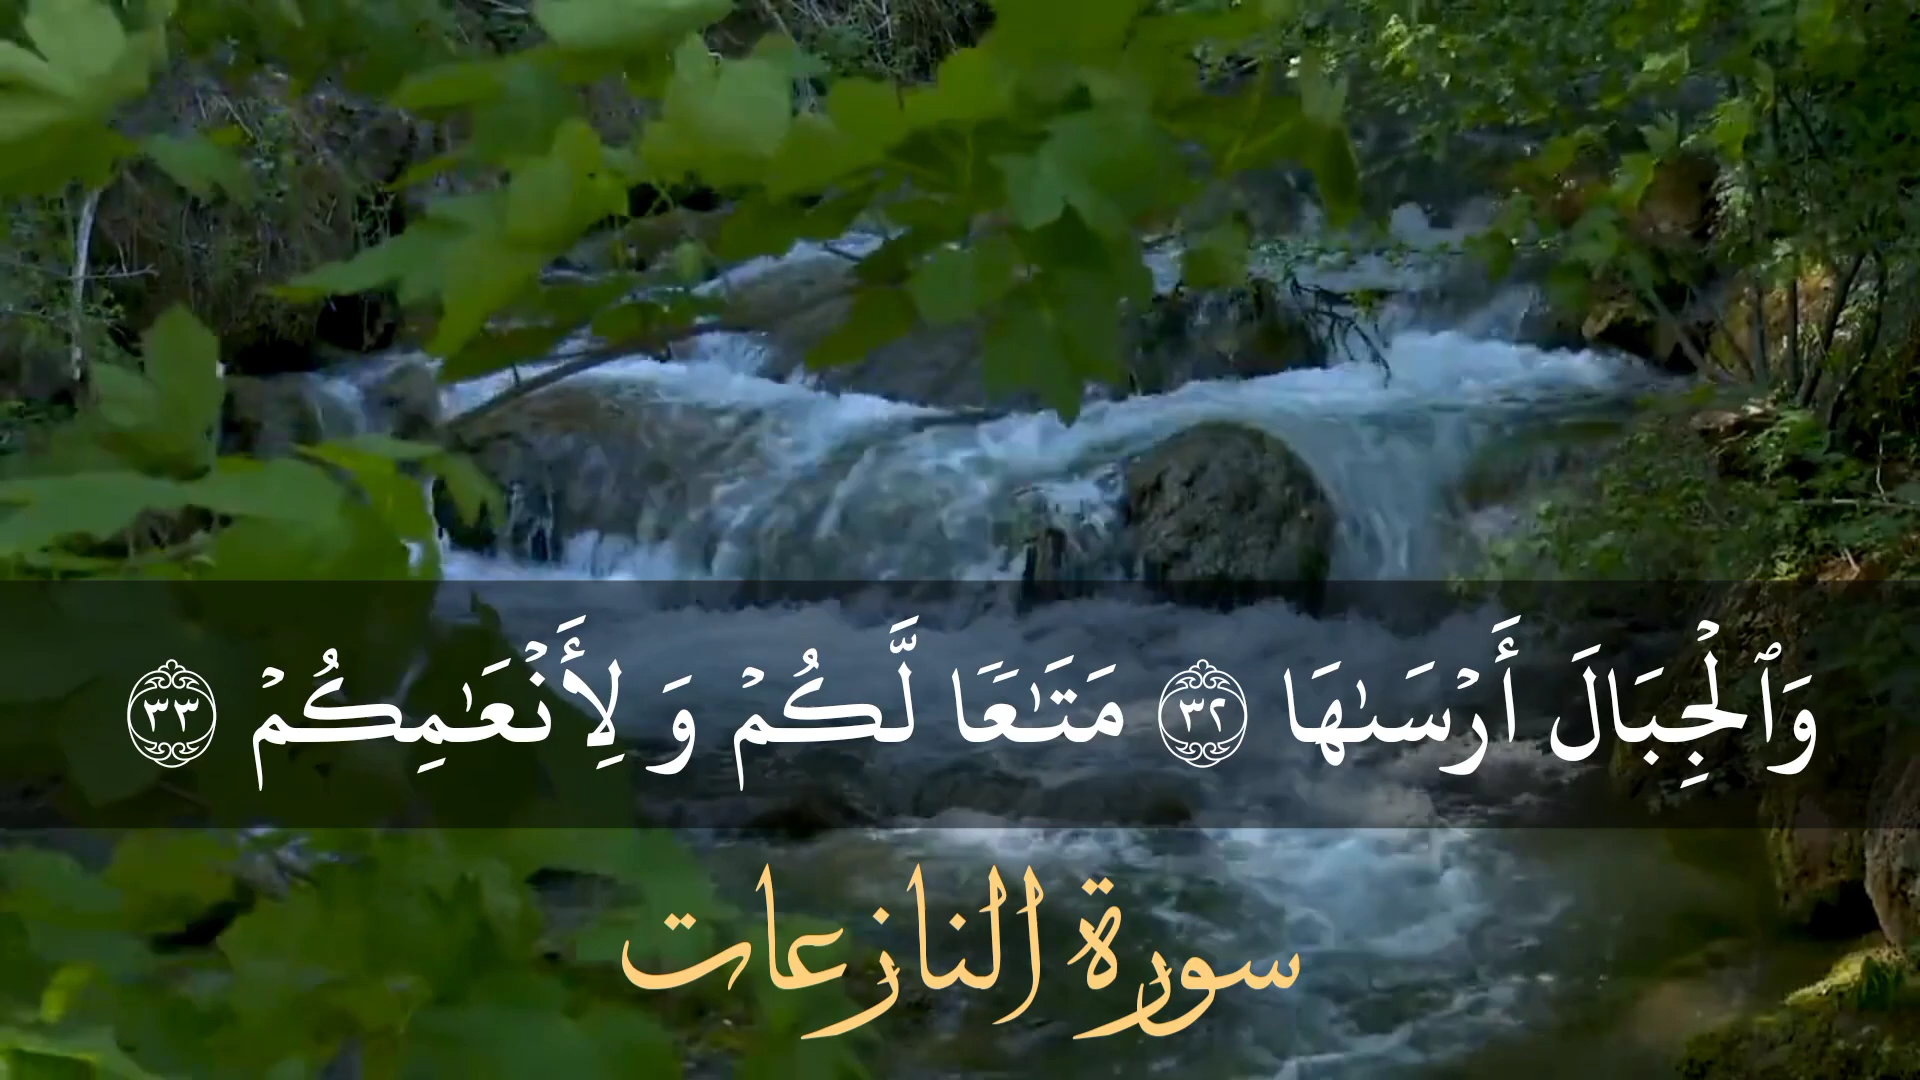 وَٱلْجِبَالَ أَرْسَىٰهَا ٣٢ مَتَـٰعَا لَّكُمْ وَ لِأَنْعَـٰمِكُمْ ٣٣
سورة النازعات